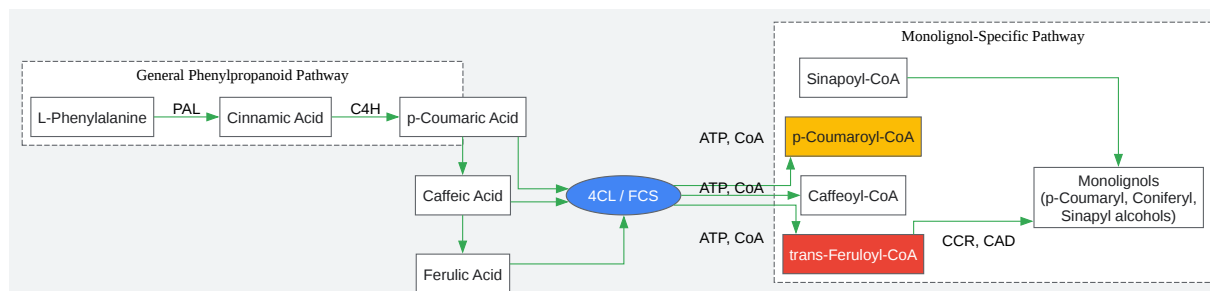 Monolignol-Specific Pathway
General Phenylpropanoid Pathway
Sinapoyl-CoA
L-Phenylalanine
PAL
Cinnamic Acid
C4H
p-Coumaric Acid
ATP, CoA
p-Coumaroyl-CoA
Caffeic Acid
4CL / FCS
ATP, CoA
Caffeoyl-CoA
Monolignols
(p-Coumaryl, Coniferyl,
Sinapyl alcohols)
ATP, CoA
trans-Feruloyl-CoA
CCR, CAD
Ferulic Acid